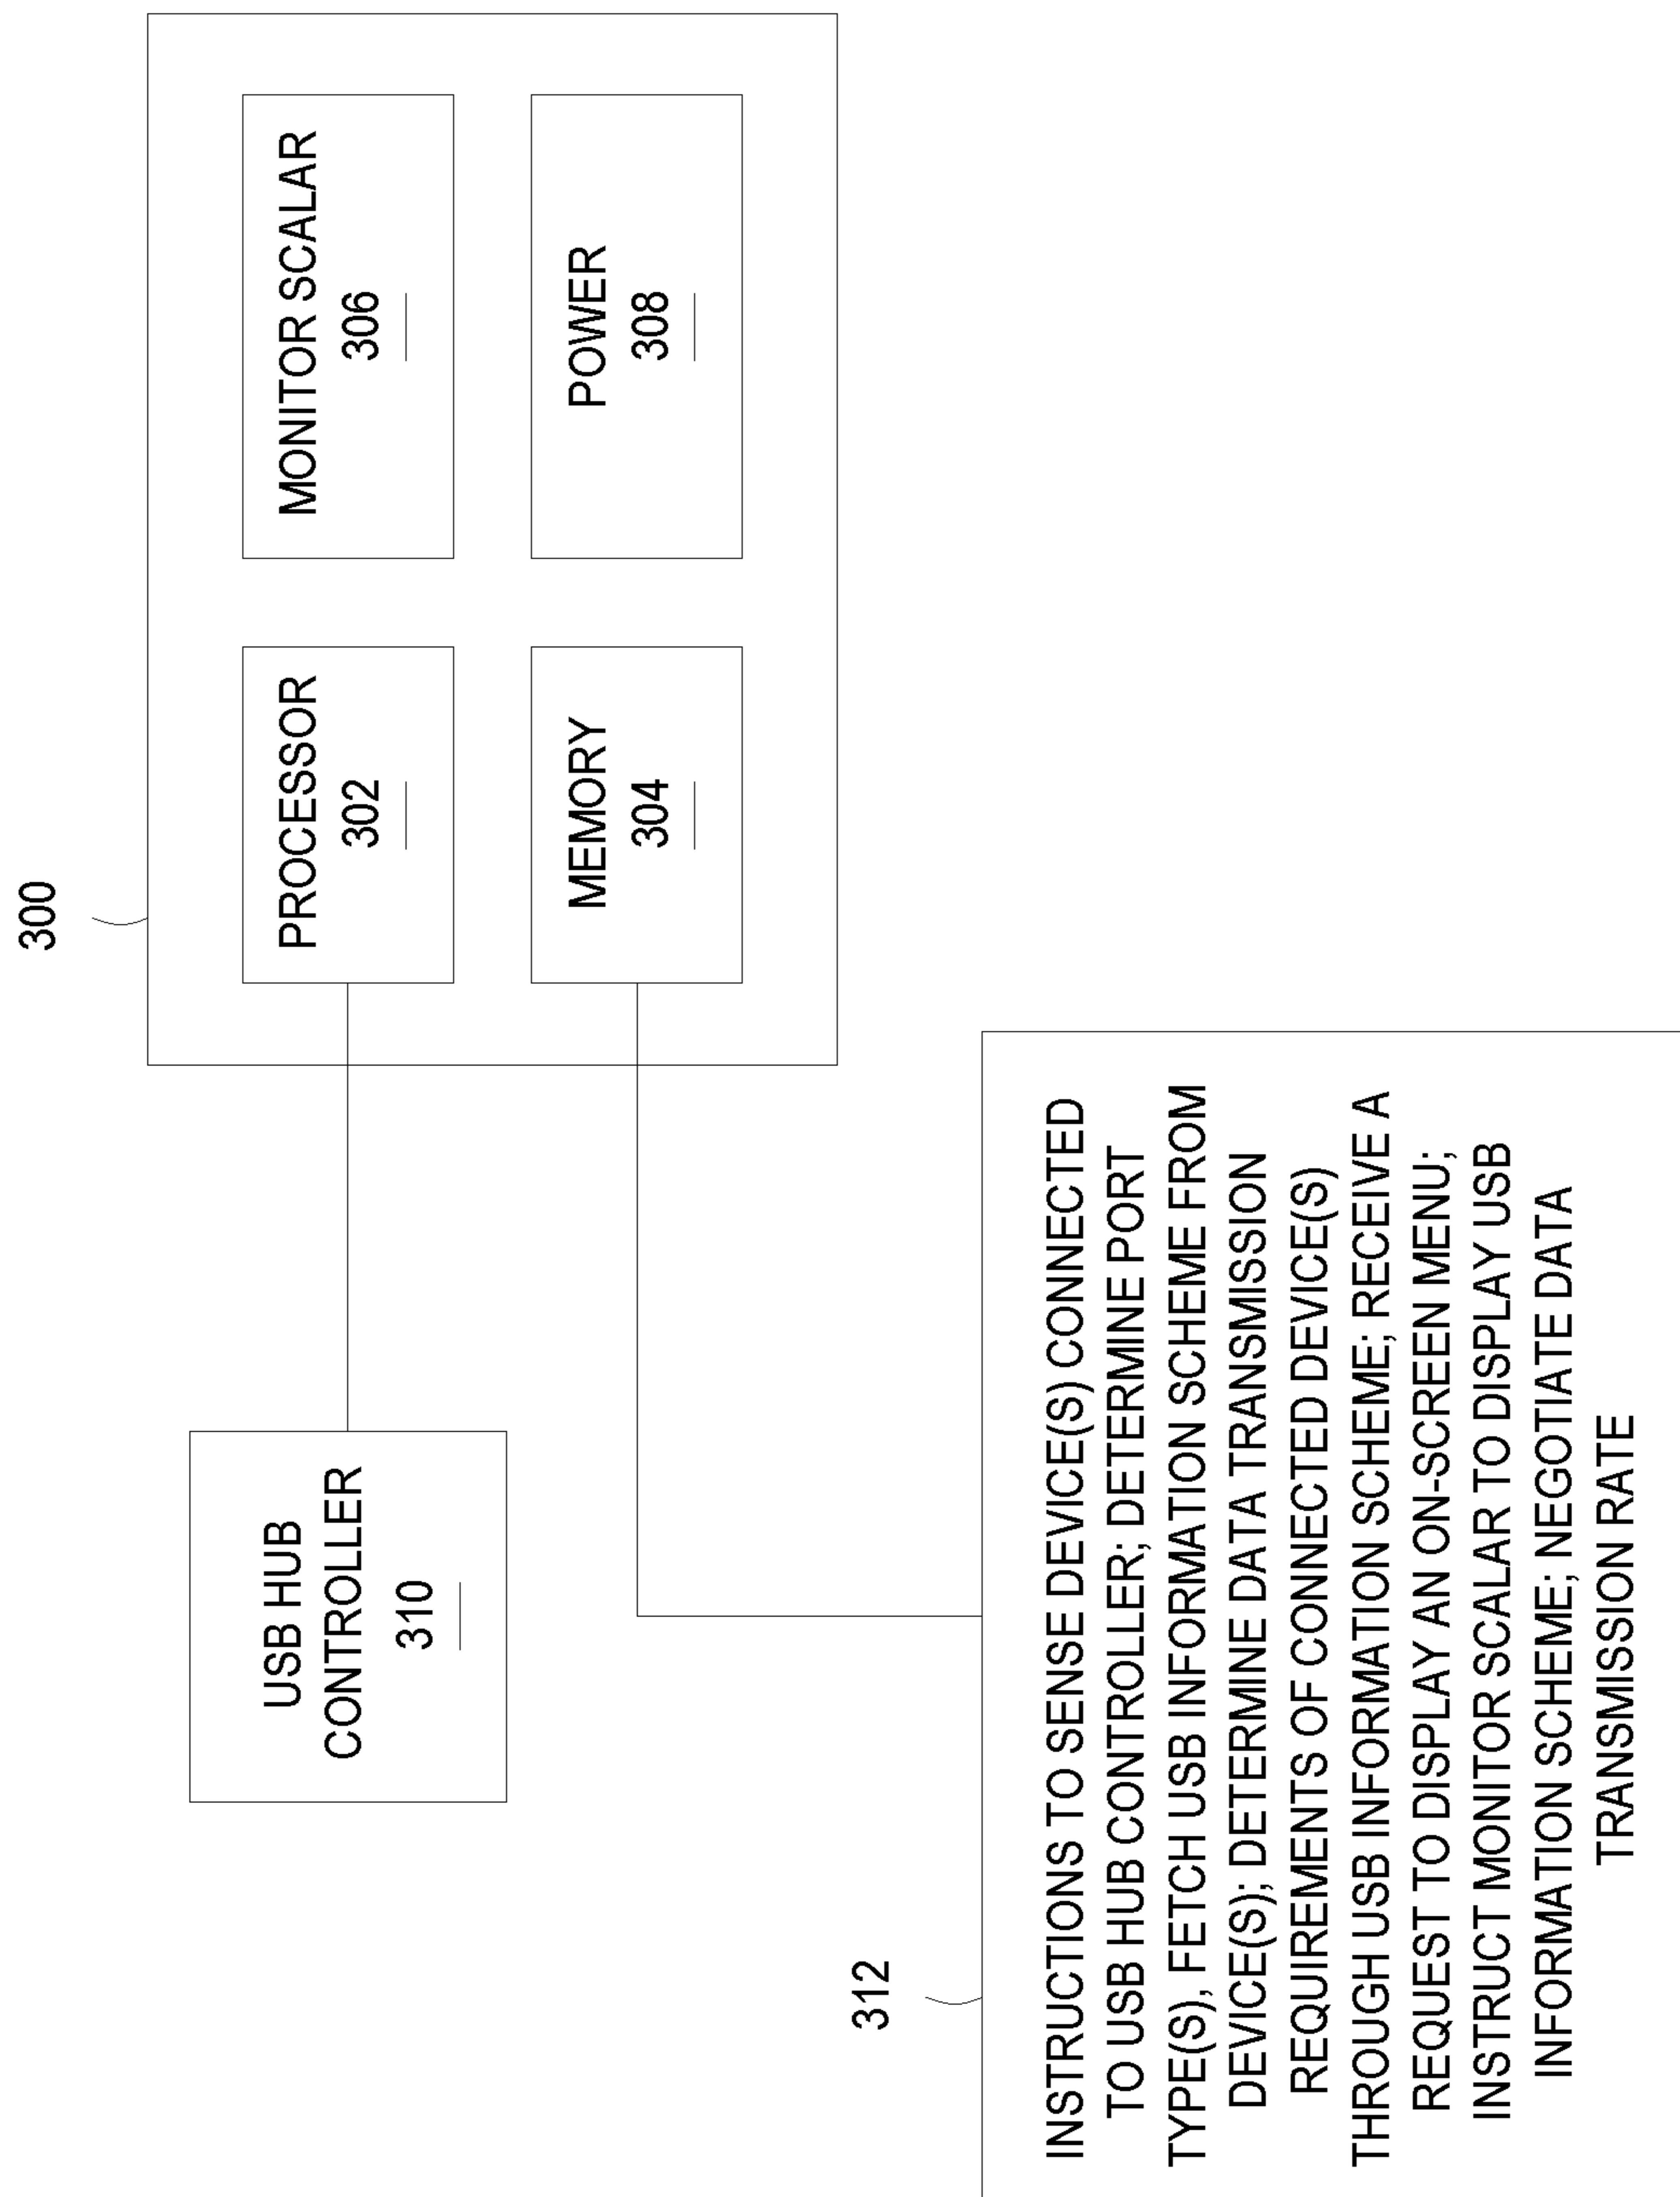 300
PROCESSOR
302
MONITOR SCALAR
306
MEMORY
304
POWER
308
USB HUB
CONTROLLER
310
312
INSTRUCTIONS TO SENSE DEVICE(S) CONNECTED
TO USB HUB CONTROLLER; DETERMINE PORT
TYPE(S), FETCH USB INFORMATION SCHEME FROM
DEVICE(S); DETERMINE DATA TRANSMISSION
REQUIREMENTS OF CONNECTED DEVICE(S)
THROUGH USB INFORMATION SCHEME; RECEIVE A
REQUEST TO DISPLAY AN ON-SCREEN MENU;
INSTRUCT MONITOR SCALAR TO DISPLAY USB
INFORMATION SCHEME; NEGOTIATE DATA
TRANSMISSION RATE